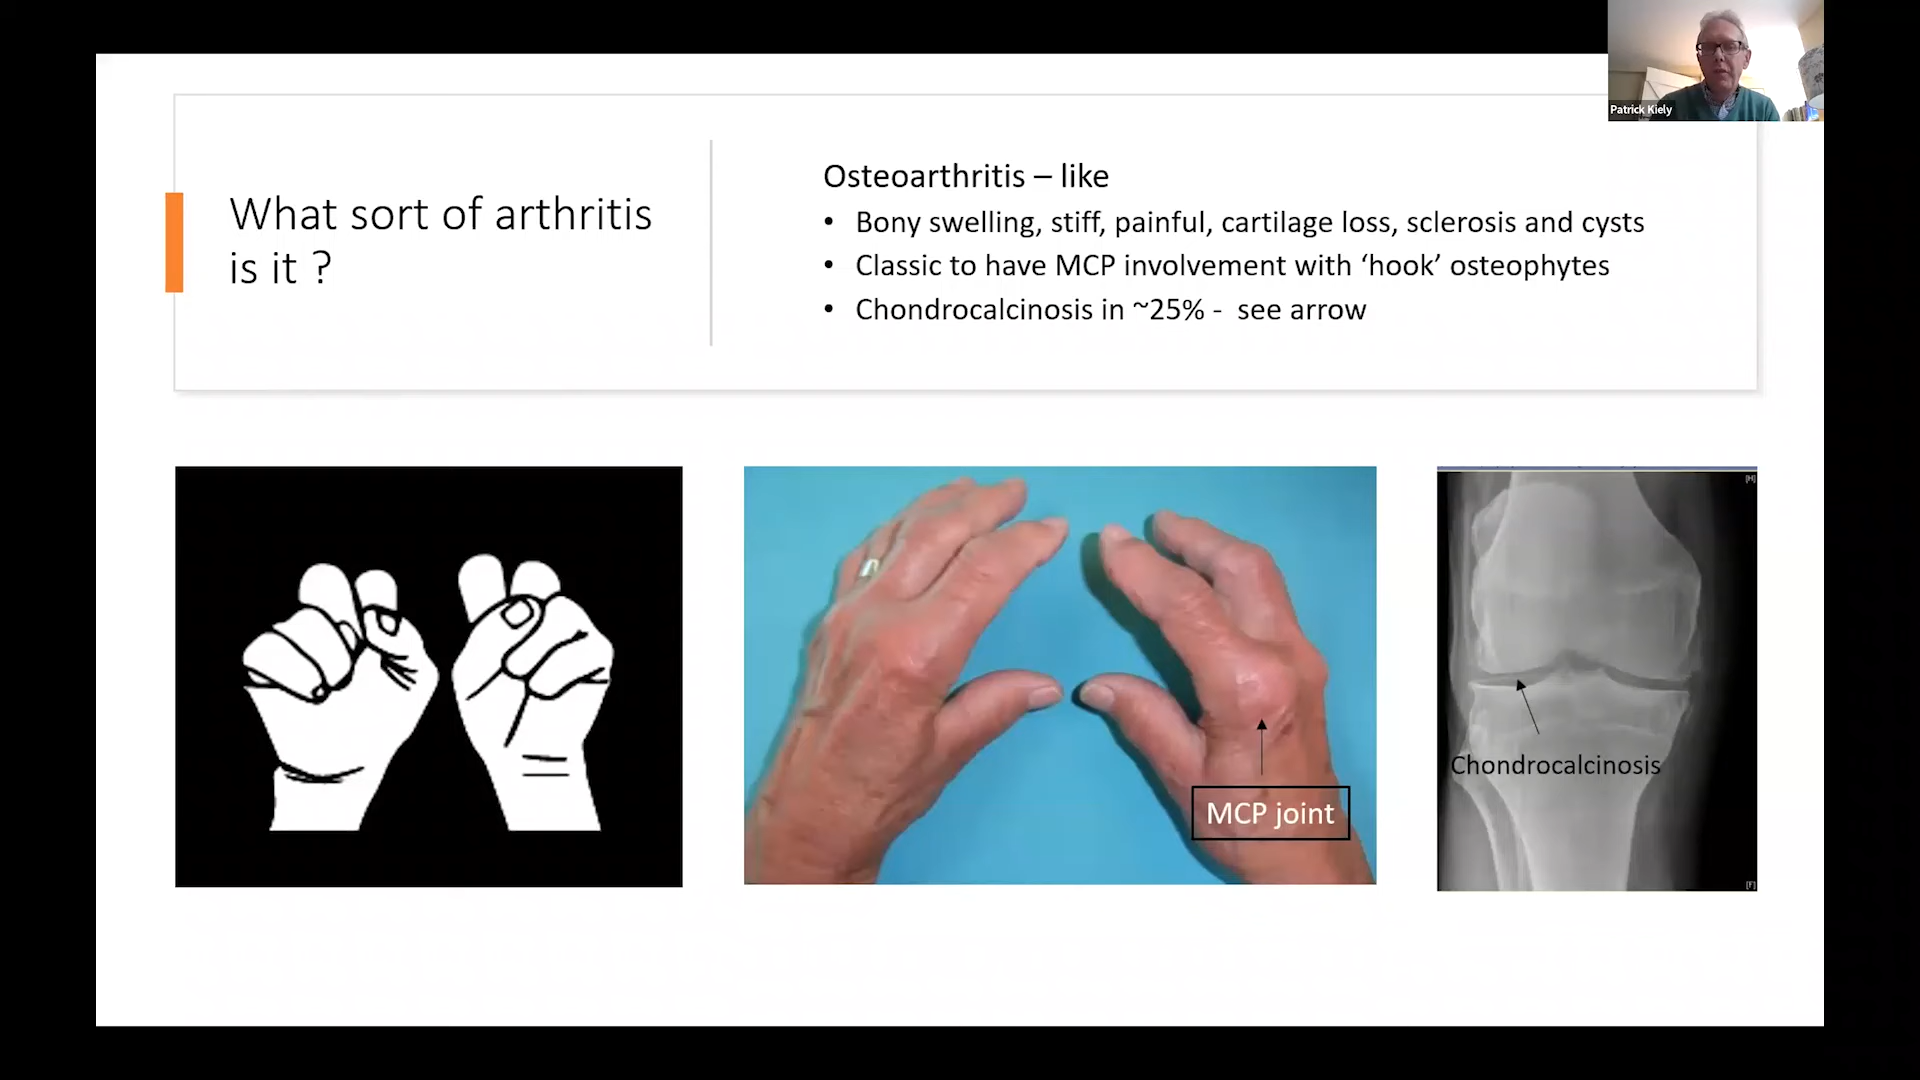 Patrick Kiely
What sort of arthritis
is it ?
Osteoarthritis – like
• Bony swelling, stiff, painful, cartilage loss, sclerosis and cysts
• Classic to have MCP involvement with ‘hook’ osteophytes
• Chondrocalcinosis in ~25% - see arrow
MCP joint
[H]
Chondrocalcinosis
[F]